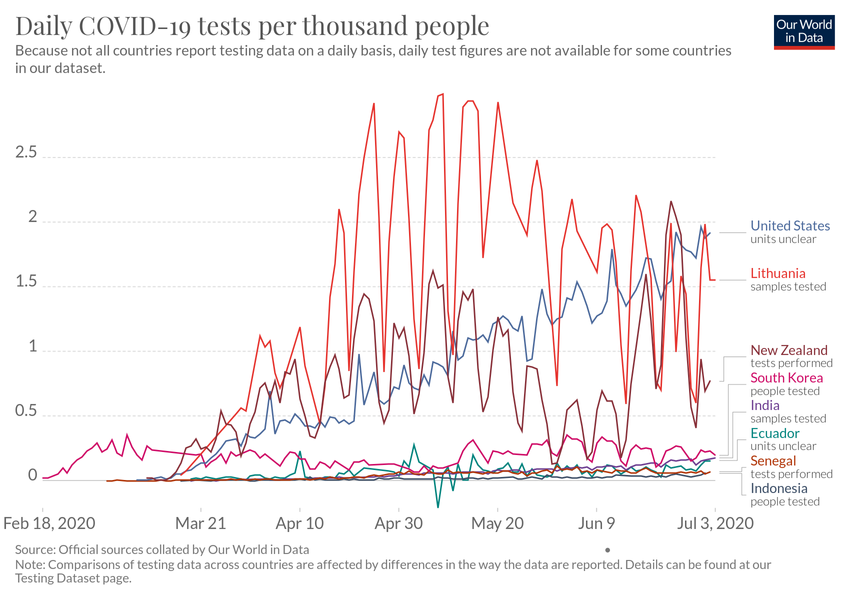 Daily COVID-19 tests per thousand people
Our World
in Data
Because not all countries report testing data on a daily basis, daily test figures are not available for some countries
in our dataset.
2.5
2
1.5
1
0.5
0
United States
units unclear
Lithuania
samples tested
New Zealand
tests performed
South Korea
people tested
India
samples tested
Ecuador
units unclear
Senegal
tests performed
Indonesia
people tested
Feb 18, 2020 Mar 21 Apr 10 Apr 30 May 20 Jun 9 Jul 3, 2020
Source: Official sources collated by Our World in Data
Note: Comparisons of testing data across countries are affected by differences in the way the data are reported. Details can be found at our
Testing Dataset page.